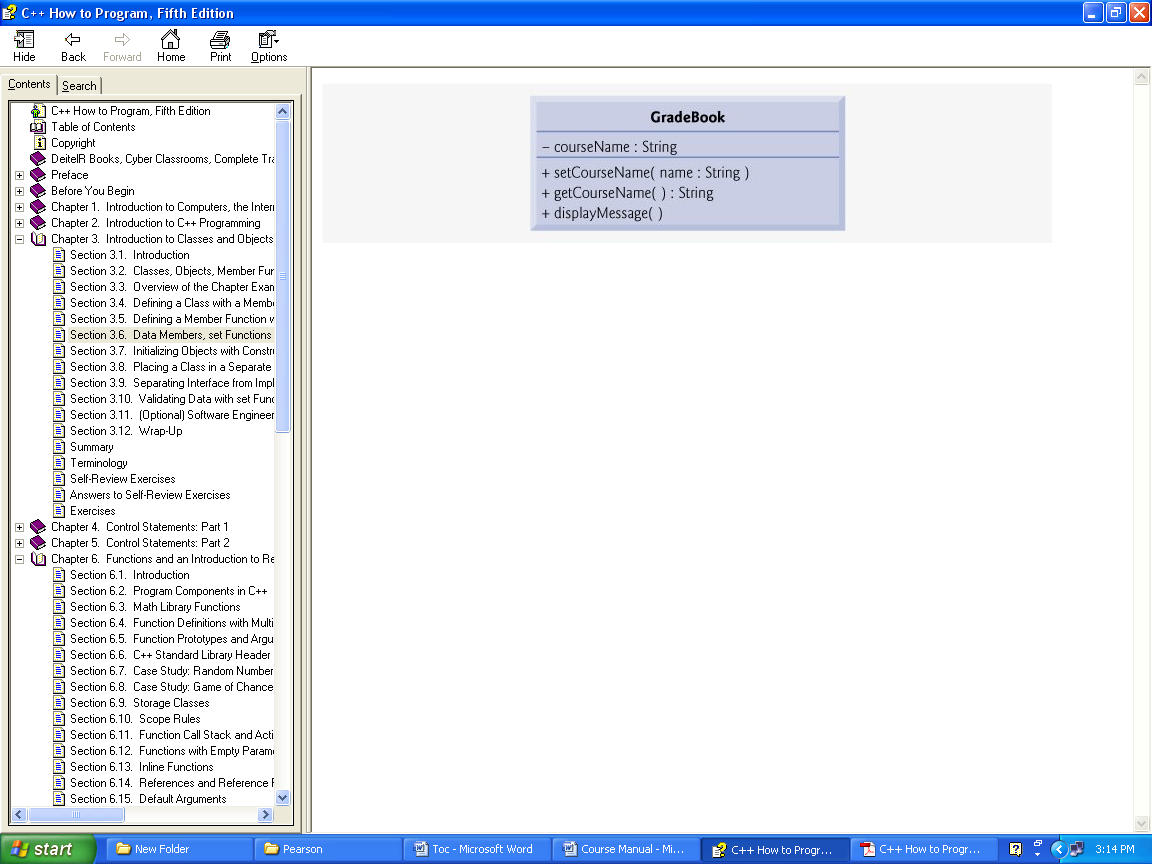 C++ How to Program, Fifth Edition
Hide Back Forward Home Print Options
Contents Search
C++ How to Program, Fifth Edition
Table of Contents
Copyright
DeitelR Books, Cyber Classrooms, Complete Tra
Preface
Before You Begin
Chapter 1. Introduction to Computers, the Inter
Chapter 2. Introduction to C++ Programming
Chapter 3. Introduction to Classes and Objects
Section 3.1. Introduction
Section 3.2. Classes, Objects, Member Fur
Section 3.3. Overview of the Chapter Exam
Section 3.4. Defining a Class with a Membe
Section 3.5. Defining a Member Function w
Section 3.6. Data Members, set Functions
Section 3.7. Initializing Objects with Constru
Section 3.8. Placing a Class in a Separate
Section 3.9. Separating Interface from Impl
Section 3.10. Validating Data with set Func
Section 3.11. (Optional) Software Engineer
Section 3.12. Wrap-Up
Summary
Terminology
Self-Review Exercises
Answers to Self-Review Exercises
Exercises
Chapter 4. Control Statements: Part 1
Chapter 5. Control Statements: Part 2
Chapter 6. Functions and an Introduction to Re
Section 6.1. Introduction
Section 6.2. Program Components in C++
Section 6.3. Math Library Functions
Section 6.4. Function Definitions with Multi
Section 6.5. Function Prototypes and Argu
Section 6.6. C++ Standard Library Header
Section 6.7. Case Study: Random Number
Section 6.8. Case Study: Game of Chance
Section 6.9. Storage Classes
Section 6.10. Scope Rules
Section 6.11. Function Call Stack and Acti
Section 6.12. Functions with Empty Parame
Section 6.13. Inline Functions
Section 6.14. References and Reference F
Section 6.15. Default Arguments
GradeBook
– courseName : String
+ setCourseName( name : String )
+ getCourseName( ) : String
+ displayMessage( )
start New Folder Pearson Toc - Microsoft Word Course Manual - Mi... C++ How to Progr... C++ How to Progr... 3:14 PM